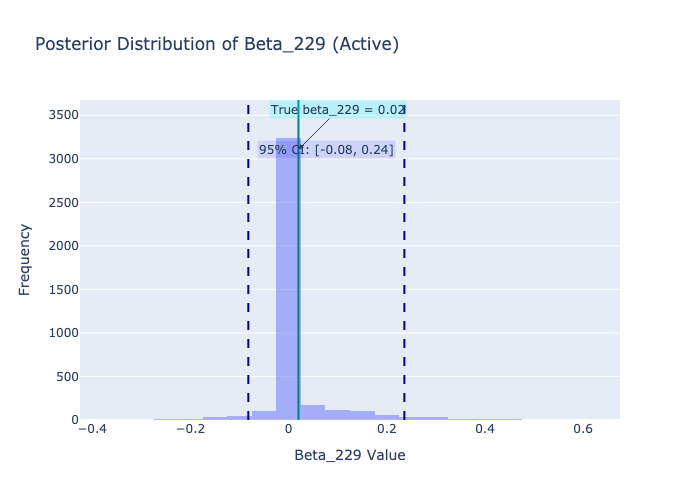 Posterior Distribution of Beta_229 (Active)
True beta_229 = 0.02
95% CI: [-0.08, 0.24]
3500
3000
2500
2000
1500
1000
500
0
Frequency
−0.4
−0.2
0
0.2
0.4
0.6
Beta_229 Value